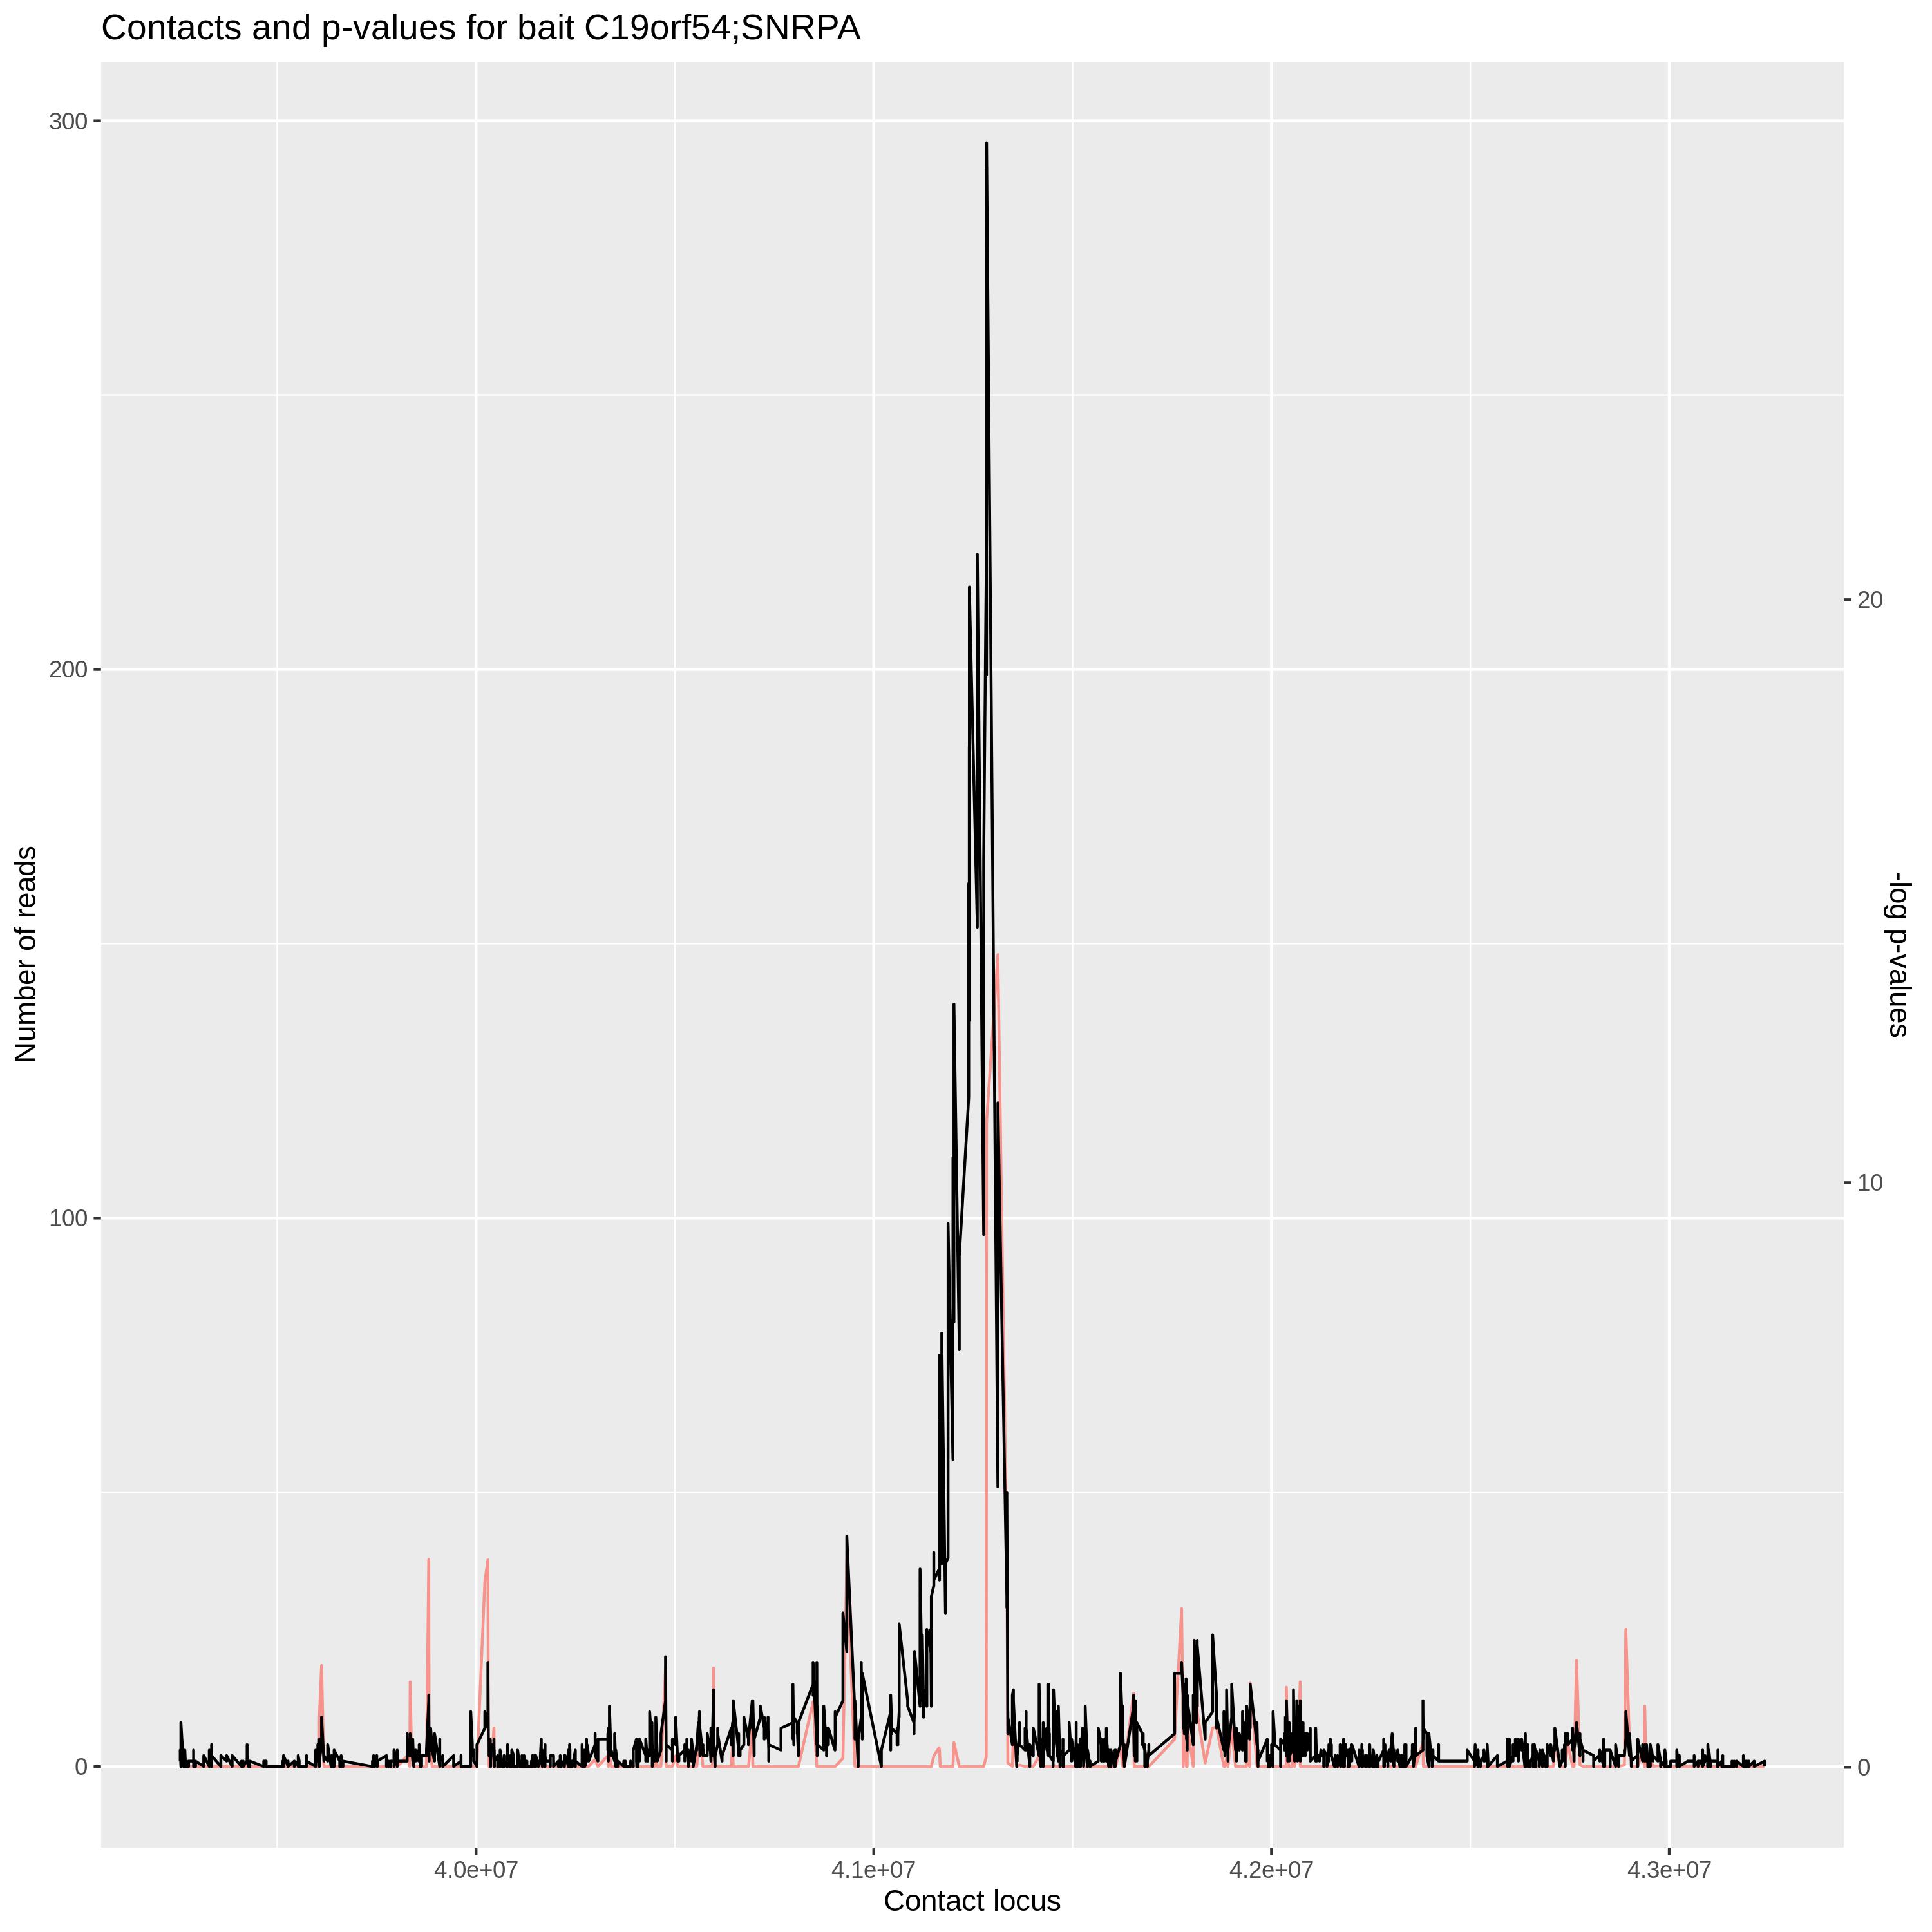 Contacts and p-values for bait C19orf54;SNRPA
300
200
100
0
20
10
0
Number of reads
-log p-values
4.0e+07
4.1e+07
4.2e+07
4.3e+07
Contact locus